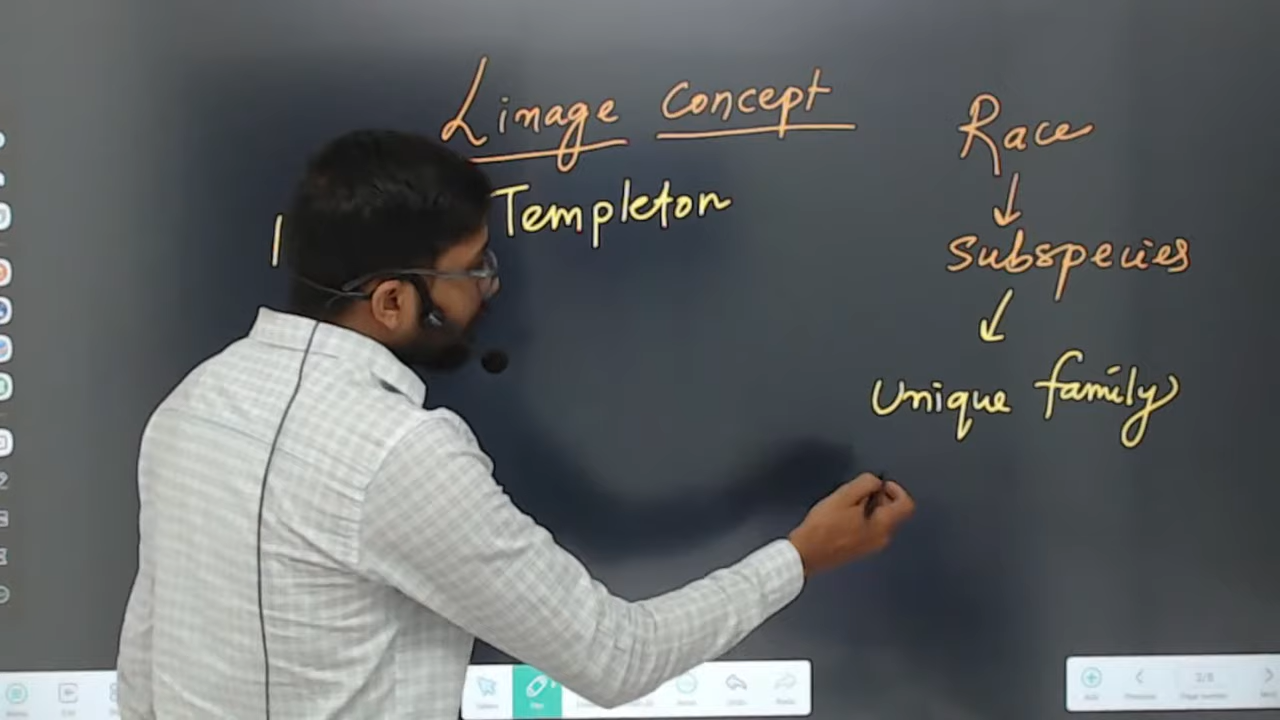 Linage Concept
Templeton
Race
↓
Subspecies
↓
Unique family